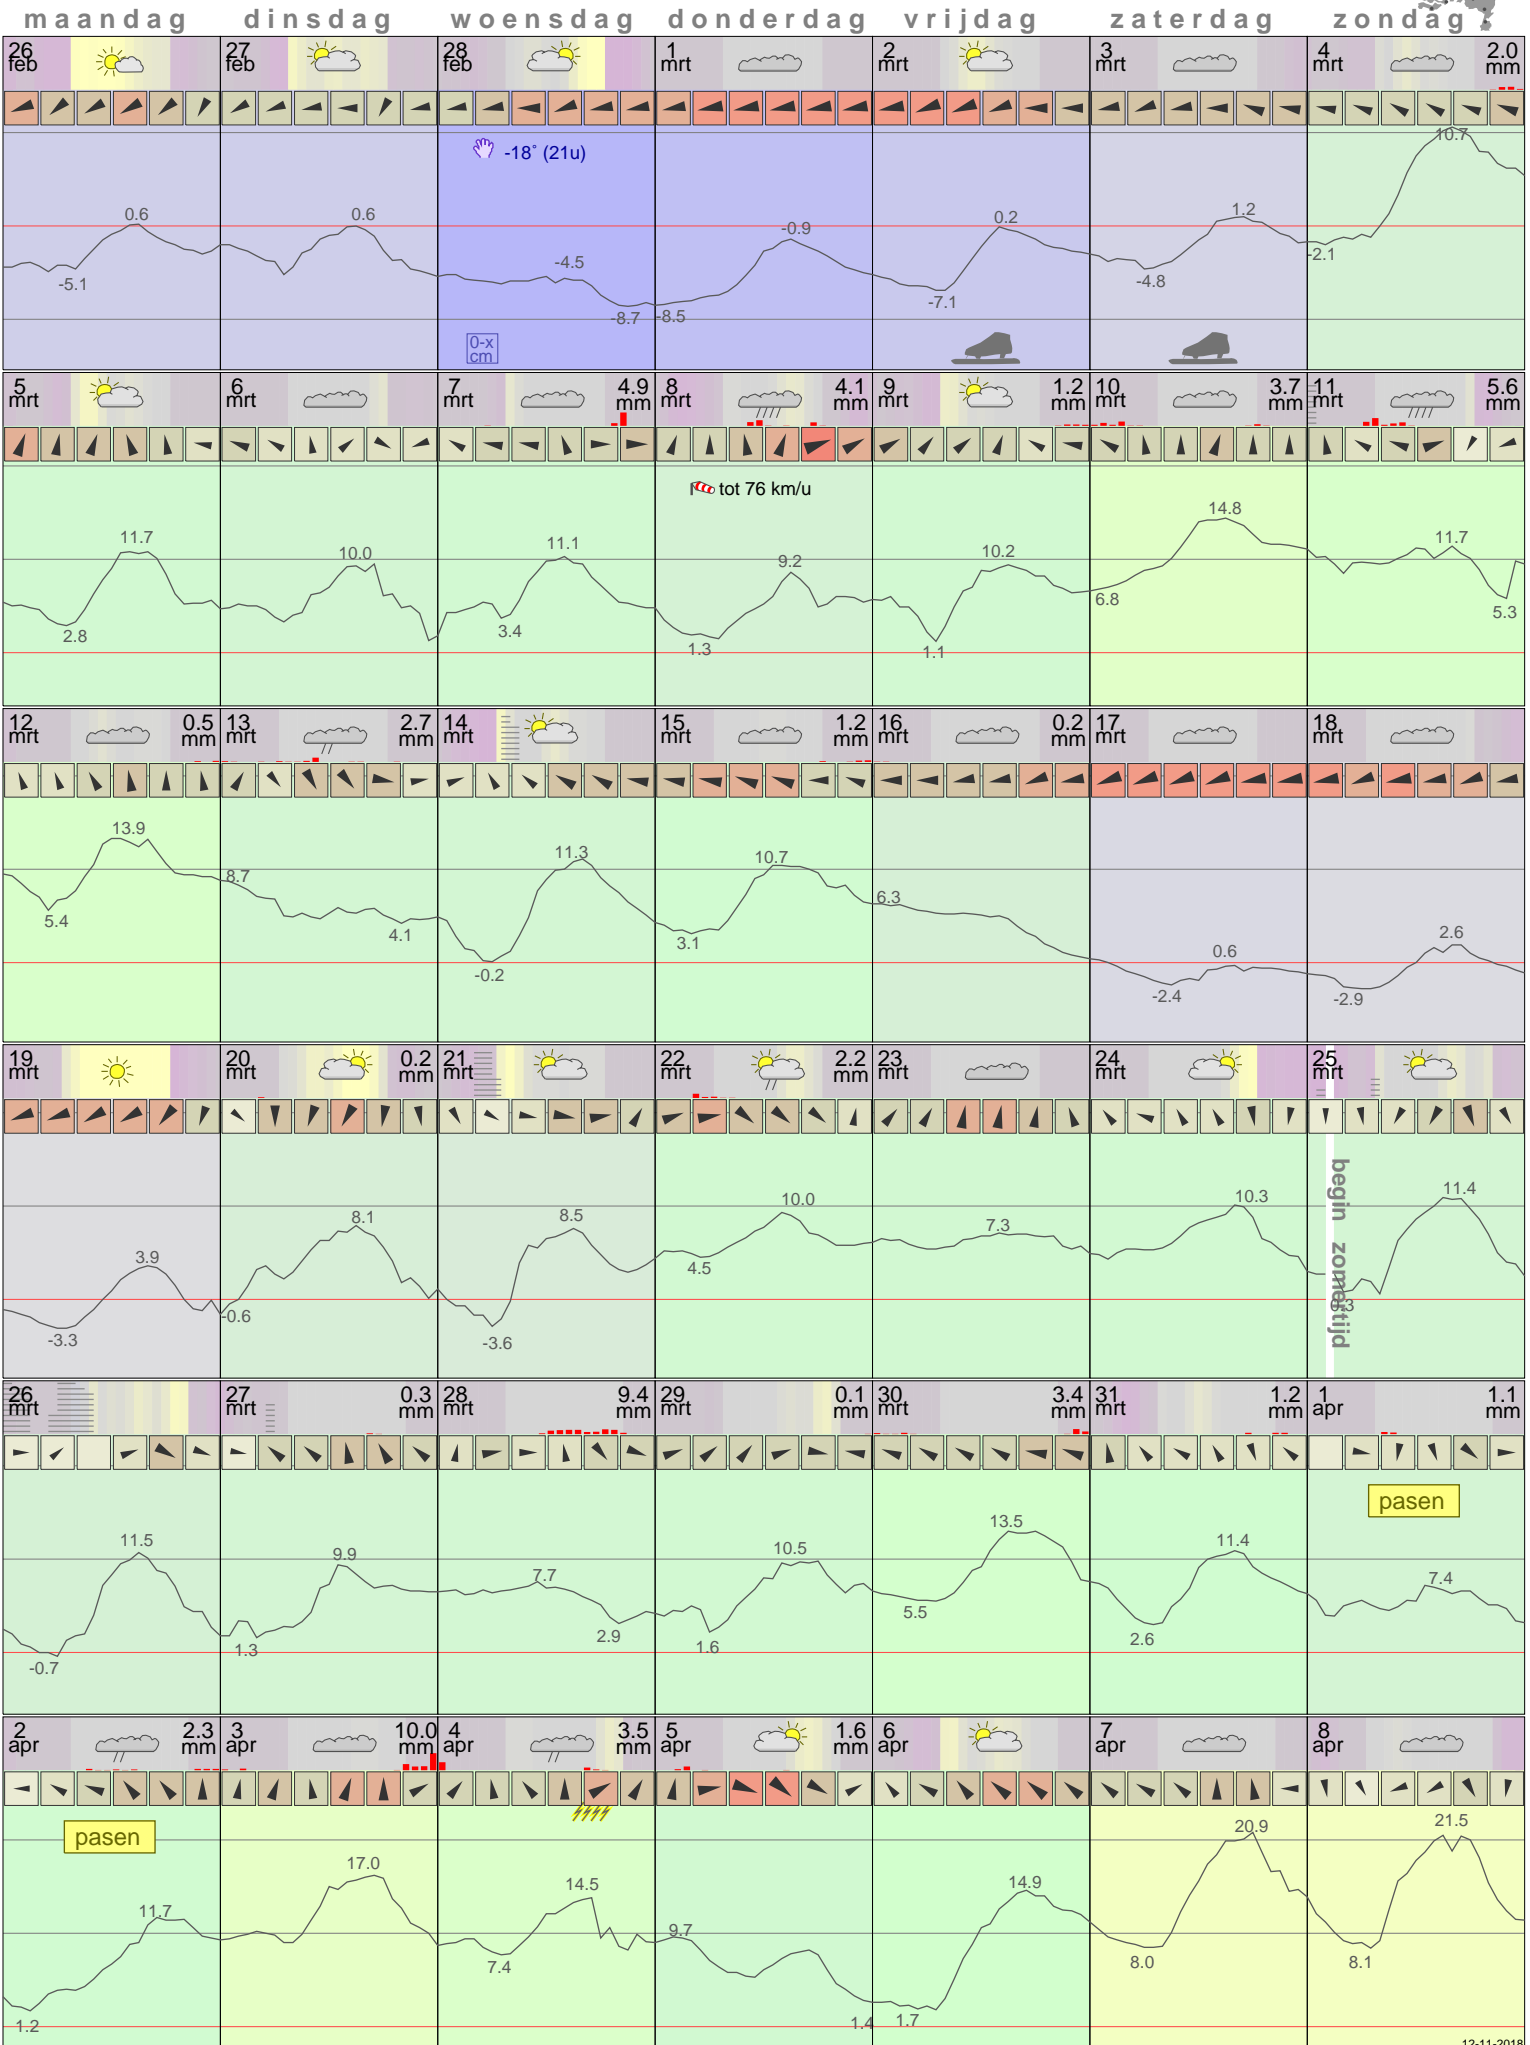 maandag dinsdag woensdag donderdag vrijdag zaterdag zondag
26 feb
27 feb
28 feb
1 mrt
2 mrt
3 mrt
4 mrt 2.0 mm
-18° (21u)
10.7
0.6 0.6 -0.9 0.2 1.2
-5.1 -4.5 -8.7 -8.5 -7.1 -4.8 -2.1
0-x cm
5 mrt
6 mrt
7 mrt 4.9 mm
8 mrt 4.1 mm
9 mrt 1.2 mm
10 mrt 3.7 mm
11 mrt 5.6 mm
tot 76 km/u
11.7 10.0 11.1 9.2 10.2 14.8 11.7
2.8 3.4 1.3 1.1 6.8 5.3
12 mrt 0.5 mm
13 mrt 2.7 mm
14 mrt
15 mrt 1.2 mm
16 mrt 0.2 mm
17 mrt
18 mrt
13.9 8.7 11.3 10.7 6.3 0.6 2.6
5.4 4.1 -0.2 3.1 -2.4 -2.9
19 mrt
20 mrt 0.2 mm
21 mrt
22 mrt 2.2 mm
23 mrt
24 mrt
25 mrt
begin zomertijd
3.9 8.1 8.5 10.0 7.3 10.3 11.4
-3.3 -0.6 -3.6 4.5 0.3
26 mrt
27 mrt 0.3 mm
28 mrt 9.4 mm
29 mrt 0.1 mm
30 mrt 3.4 mm
31 mrt 1.2 mm
1 apr 1.1 mm
pasen
11.5 9.9 7.7 10.5 13.5 11.4 7.4
-0.7 1.3 2.9 1.6 5.5 2.6
2 apr 2.3 mm
3 apr 10.0 mm
4 apr 3.5 mm
5 apr 1.6 mm
6 apr
7 apr
8 apr
pasen
11.7 17.0 14.5 9.7 14.9 20.9 21.5
1.2 7.4 1.4 1.7 8.0 8.1
12-11-2018